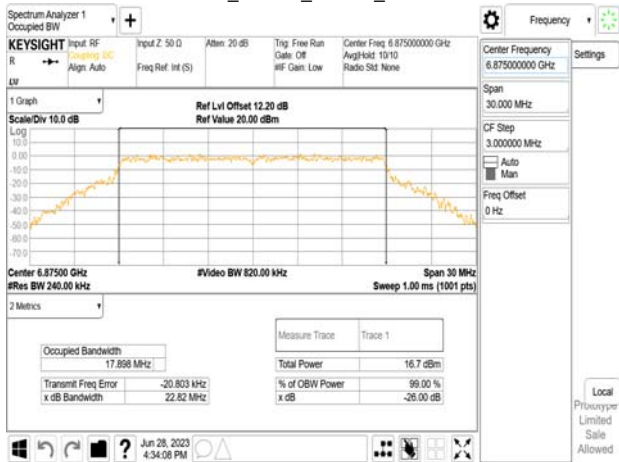 Spectrum Analyzer 1
Occupied BW
+
Frequency
KEYSIGHT
R
LXI
Input: RF
Coupling: DC
Align: Auto
Input Z: 50 Ω
Freq Ref: Int (S)
Atten: 20 dB
Trig: Free Run
Gate: Off
#IF Gain: Low
Center Freq: 6.875000000 GHz
Avg|Hold: 10/10
Radio Std: None
Center Frequency
6.875000000 GHz
Settings
Span
30.000 MHz
CF Step
3.000000 MHz
Auto
Man
Freq Offset
0 Hz
1 Graph
Scale/Div 10.0 dB
Ref Lvl Offset 12.20 dB
Ref Value 20.00 dBm
Log
10.0
0.00
-10.0
-20.0
-30.0
-40.0
-50.0
-60.0
-70.0
Center 6.87500 GHz
#Res BW 240.00 kHz
#Video BW 820.00 kHz
Span 30 MHz
Sweep 1.00 ms (1001 pts)
2 Metrics
Measure Trace Trace 1
Occupied Bandwidth
17.898 MHz
Total Power 16.7 dBm
Transmit Freq Error -20.803 kHz
% of OBW Power 99.00 %
x dB Bandwidth 22.82 MHz
x dB -26.00 dB
Local
Prototype
Limited
Sale
Allowed
?
Jun 28, 2023
4:34:08 PM